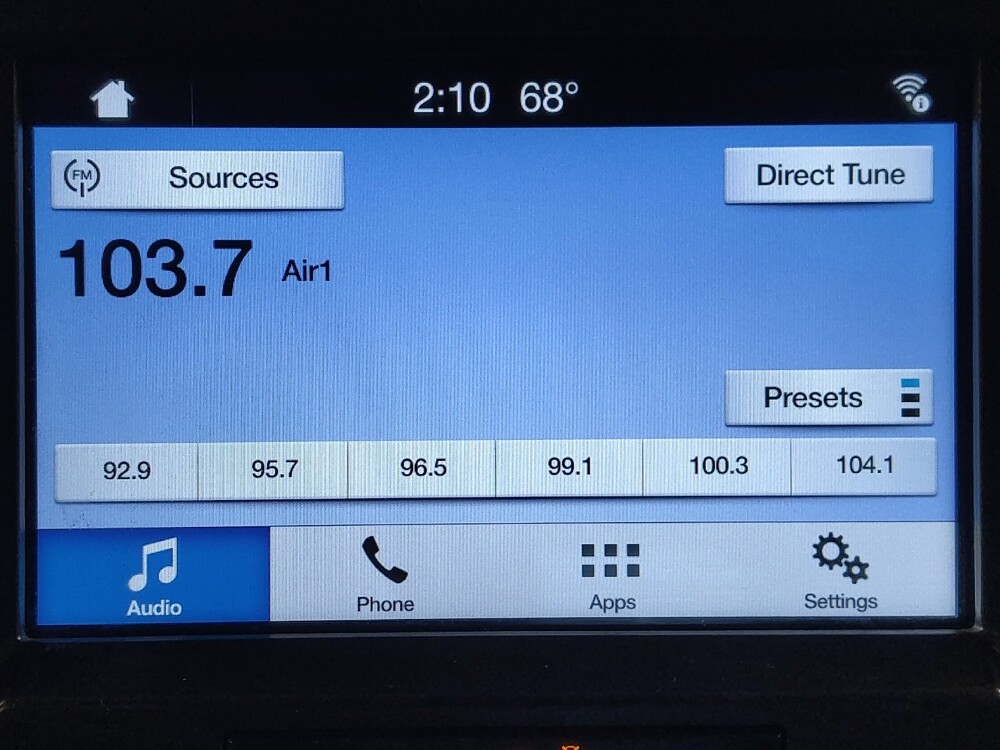 2:10 68°
FM Sources
Direct Tune
103.7 Air1
Presets
92.9 95.7 96.5 99.1 100.3 104.1
Audio Phone Apps Settings